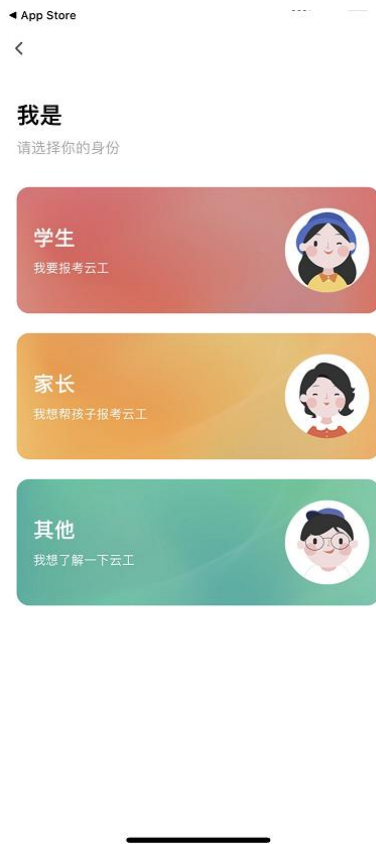 ◀ App Store
我是
请选择你的身份
学生
我要报考云工
家长
我想帮孩子报考云工
其他
我想了解一下云工